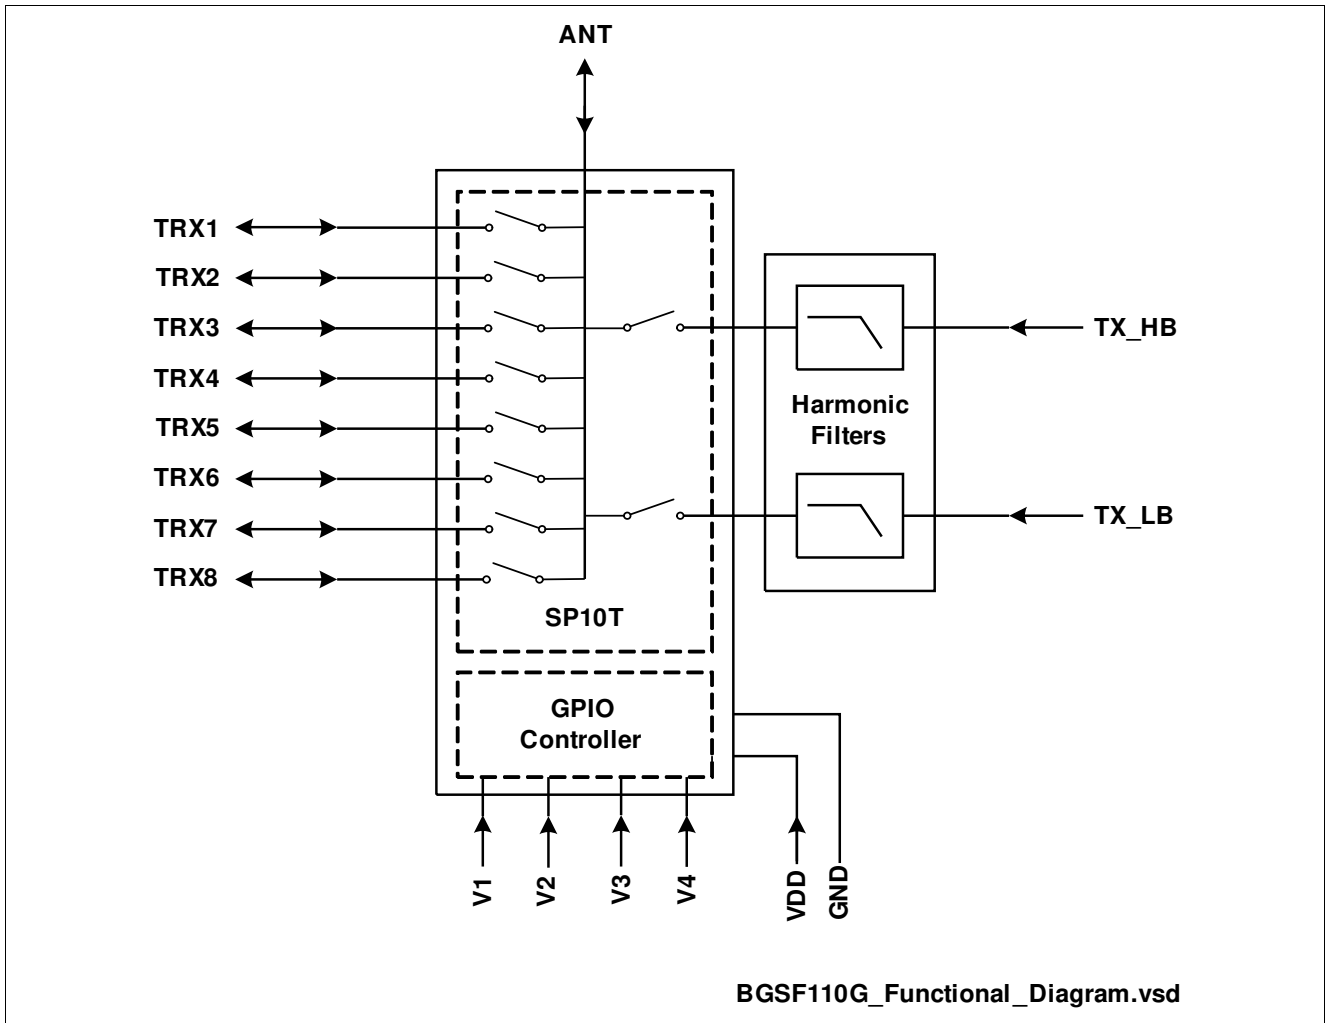 ANT
TRX1
TRX2
TRX3
TRX4
TRX5
TRX6
TRX7
TRX8
TX_HB
Harmonic
Filters
TX_LB
SP10T
GPIO
Controller
V1
V2
V3
V4
VDD
GND
BGSF110G_Functional_Diagram.vsd